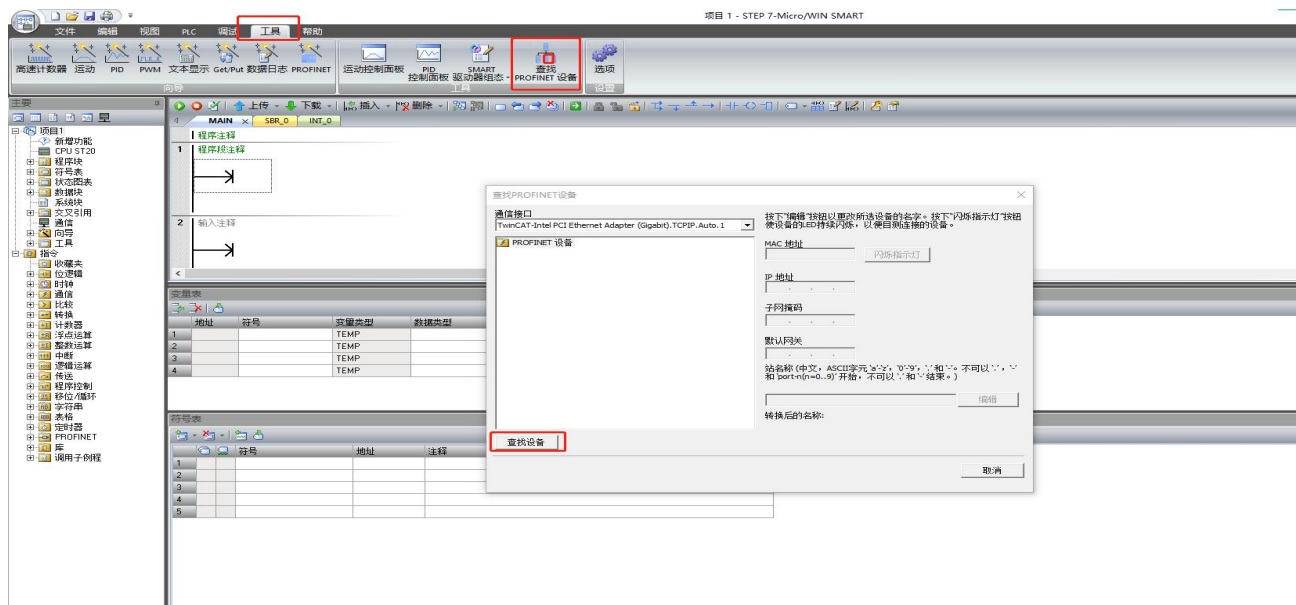 项目 1 - STEP 7-Micro/WIN SMART
文件 编辑 视图 PLC 调试 工具 帮助
高速计数器 运动 PID PWM 文本显示 Get/Put 数据日志 PROFINET
运动控制面板 PID 控制面板 SMART 驱动器组态 查找 PROFINET 设备 选项
向导 工具 设置
主要
上传 下载 插入 删除
MAIN SBR_0 INT_0
项目1
新增功能
CPU ST20
程序块
符号表
状态图表
数据块
系统块
交叉引用
通信
向导
工具
指令
收藏夹
位逻辑
时钟
通信
比较
转换
计数器
浮点运算
整数运算
中断
逻辑运算
传送
程序控制
移位/循环
字符串
表格
定时器
PROFINET
库
调用子例程
程序注释
1 程序段注释
2 输入注释
变量表
地址 符号 变量类型 数据类型
1 TEMP
2 TEMP
3 TEMP
4 TEMP
符号表
符号 地址 注释
1
2
3
4
5
查找PROFINET设备
通信接口
TwinCAT-Intel PCI Ethernet Adapter (Gigabit).TCPIP.Auto.1
PROFINET 设备
查找设备
按下"编辑"按钮以更改所选设备的名字。按下"闪烁指示灯"按钮
使设备的LED持续闪烁，以便目测连接的设备。
MAC 地址
闪烁指示灯
IP 地址
子网掩码
默认网关
站名称 (中文，ASCII字元 'a'-'z'，'0'-'9'，'.'和'-'。不可以'.'，'-'
和 'port-n(n=0...9)' 开始，不可以'.'和'-'结束。)
编辑
转换后的名称:
取消